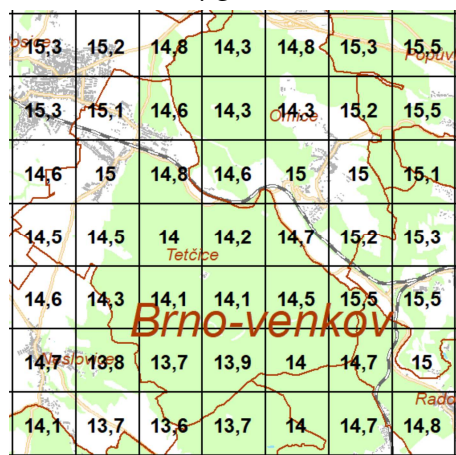 15,3 15,2 14,8 14,3 14,8 15,3 15,5
15,3 15,1 14,6 14,3 14,3 15,2 15,5
Omice
14,6 15 14,8 14,6 15 15 15,1
14,5 14,5 14 14,2 14,7 15,2 15,3
Tetčice
14,6 14,3 14,1 14,1 14,5 15,5 15,5
Brno-venkov
14,7 13,8 13,7 13,9 14 14,7 15
Neslovice
14,1 13,7 13,6 13,7 14 14,7 14,8